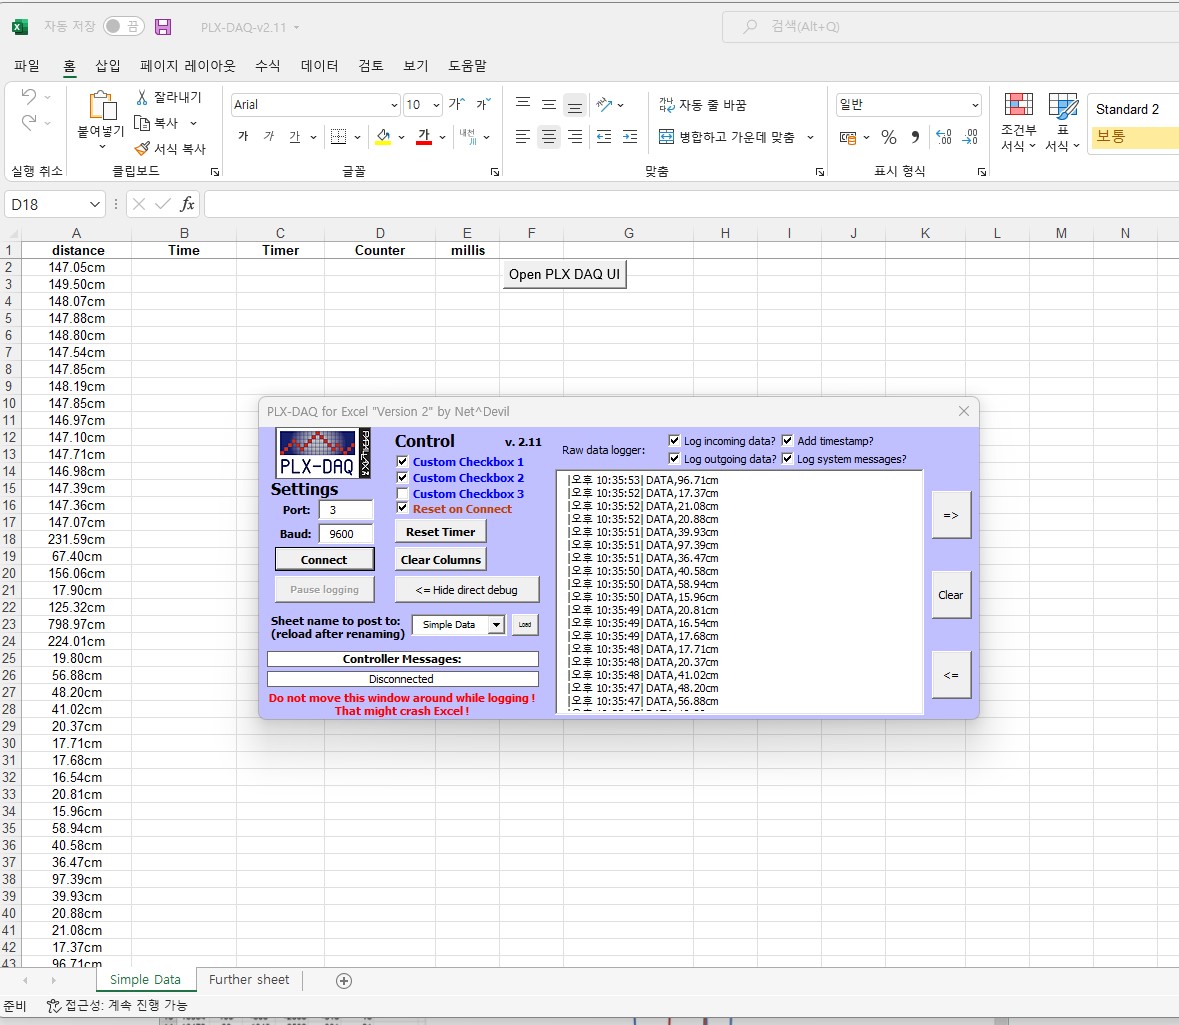 자동 저장 끔 PLX-DAQ-v2.11 검색(Alt+Q)
파일 홈 삽입 페이지 레이아웃 수식 데이터 검토 보기 도움말
붙여넣기 잘라내기 복사 서식 복사
Arial 10 가 가
가 가 가 가 내천
가나 다 자동 줄 바꿈
병합하고 가운데 맞춤
일반
% 9 .00
조건부 서식 표 서식
Standard 2
보통
실행 취소 클립보드 글꼴 맞춤 표시 형식
D18 fx
A B C D E F G H I J K L M N
1 distance Time Timer Counter millis
2 147.05cm
3 149.50cm
4 148.07cm
5 147.88cm
6 148.80cm
7 147.54cm
8 147.85cm
9 148.19cm
10 147.85cm
11 146.97cm
12 147.10cm
13 147.71cm
14 146.98cm
15 147.39cm
16 147.36cm
17 147.07cm
18 231.59cm
19 67.40cm
20 156.06cm
21 17.90cm
22 125.32cm
23 798.97cm
24 224.01cm
25 19.80cm
26 56.88cm
27 48.20cm
28 41.02cm
29 20.37cm
30 17.71cm
31 17.68cm
32 16.54cm
33 20.81cm
34 15.96cm
35 58.94cm
36 40.58cm
37 36.47cm
38 97.39cm
39 39.93cm
40 20.88cm
41 21.08cm
42 17.37cm
43 96.71cm
Open PLX DAQ UI
PLX-DAQ for Excel "Version 2" by Net^Devil
PLX-DAQ
PARALLAX
Settings
Port: 3
Baud: 9600
Connect
Pause logging
Control v. 2.11
Custom Checkbox 1
Custom Checkbox 2
Custom Checkbox 3
Reset on Connect
Reset Timer
Clear Columns
<= Hide direct debug
Sheet name to post to:
(reload after renaming)
Simple Data Load
Controller Messages:
Disconnected
Do not move this window around while logging !
That might crash Excel !
Raw data logger:
Log incoming data? Add timestamp?
Log outgoing data? Log system messages?
|오후 10:35:53| DATA,96.71cm
|오후 10:35:52| DATA,17.37cm
|오후 10:35:52| DATA,21.08cm
|오후 10:35:52| DATA,20.88cm
|오후 10:35:51| DATA,39.93cm
|오후 10:35:51| DATA,97.39cm
|오후 10:35:51| DATA,36.47cm
|오후 10:35:50| DATA,40.58cm
|오후 10:35:50| DATA,58.94cm
|오후 10:35:50| DATA,15.96cm
|오후 10:35:49| DATA,20.81cm
|오후 10:35:49| DATA,16.54cm
|오후 10:35:49| DATA,17.68cm
|오후 10:35:48| DATA,17.71cm
|오후 10:35:48| DATA,20.37cm
|오후 10:35:48| DATA,41.02cm
|오후 10:35:47| DATA,48.20cm
|오후 10:35:47| DATA,56.88cm
=>
Clear
<=
Simple Data Further sheet
준비 접근성: 계속 진행 가능